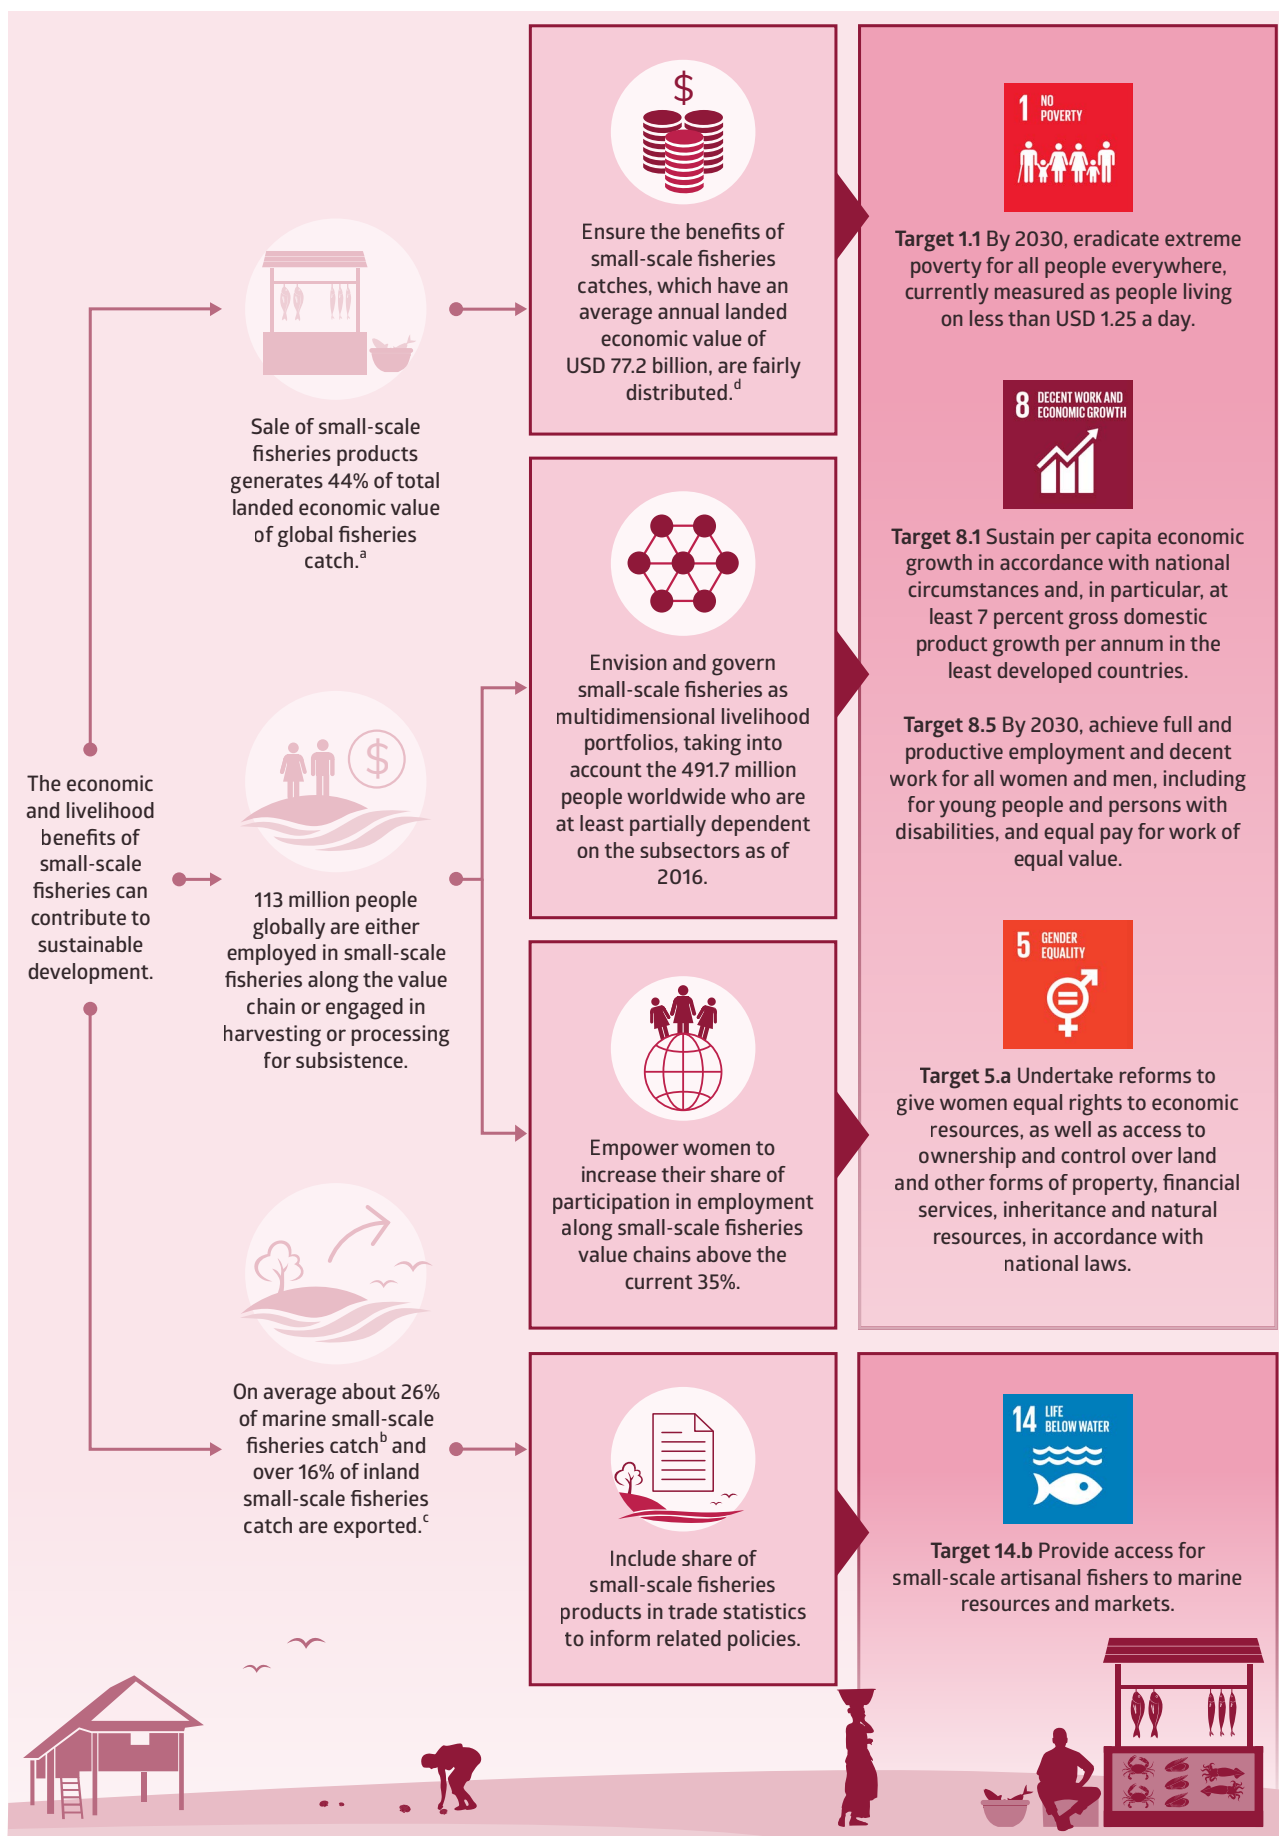 The economic
and livelihood
benefits of
small-scale
fisheries can
contribute to
sustainable
development.
Sale of small-scale
fisheries products
generates 44% of total
landed economic value
of global fisheries
catch.a
$
113 million people
globally are either
employed in small-scale
fisheries along the value
chain or engaged in
harvesting or processing
for subsistence.
On average about 26%
of marine small-scale
fisheries catchb and
over 16% of inland
small-scale fisheries
catch are exported.c
$
Ensure the benefits of
small-scale fisheries
catches, which have an
average annual landed
economic value of
USD 77.2 billion, are fairly
distributed.d
Envision and govern
small-scale fisheries as
multidimensional livelihood
portfolios, taking into
account the 491.7 million
people worldwide who are
at least partially dependent
on the subsectors as of
2016.
Empower women to
increase their share of
participation in employment
along small-scale fisheries
value chains above the
current 35%.
Include share of
small-scale fisheries
products in trade statistics
to inform related policies.
1 NO
POVERTY
Target 1.1 By 2030, eradicate extreme
poverty for all people everywhere,
currently measured as people living
on less than USD 1.25 a day.
8 DECENT WORK AND
ECONOMIC GROWTH
Target 8.1 Sustain per capita economic
growth in accordance with national
circumstances and, in particular, at
least 7 percent gross domestic
product growth per annum in the
least developed countries.
Target 8.5 By 2030, achieve full and
productive employment and decent
work for all women and men, including
for young people and persons with
disabilities, and equal pay for work of
equal value.
5 GENDER
EQUALITY
Target 5.a Undertake reforms to
give women equal rights to economic
resources, as well as access to
ownership and control over land
and other forms of property, financial
services, inheritance and natural
resources, in accordance with
national laws.
14 LIFE
BELOW WATER
Target 14.b Provide access for
small-scale artisanal fishers to marine
resources and markets.